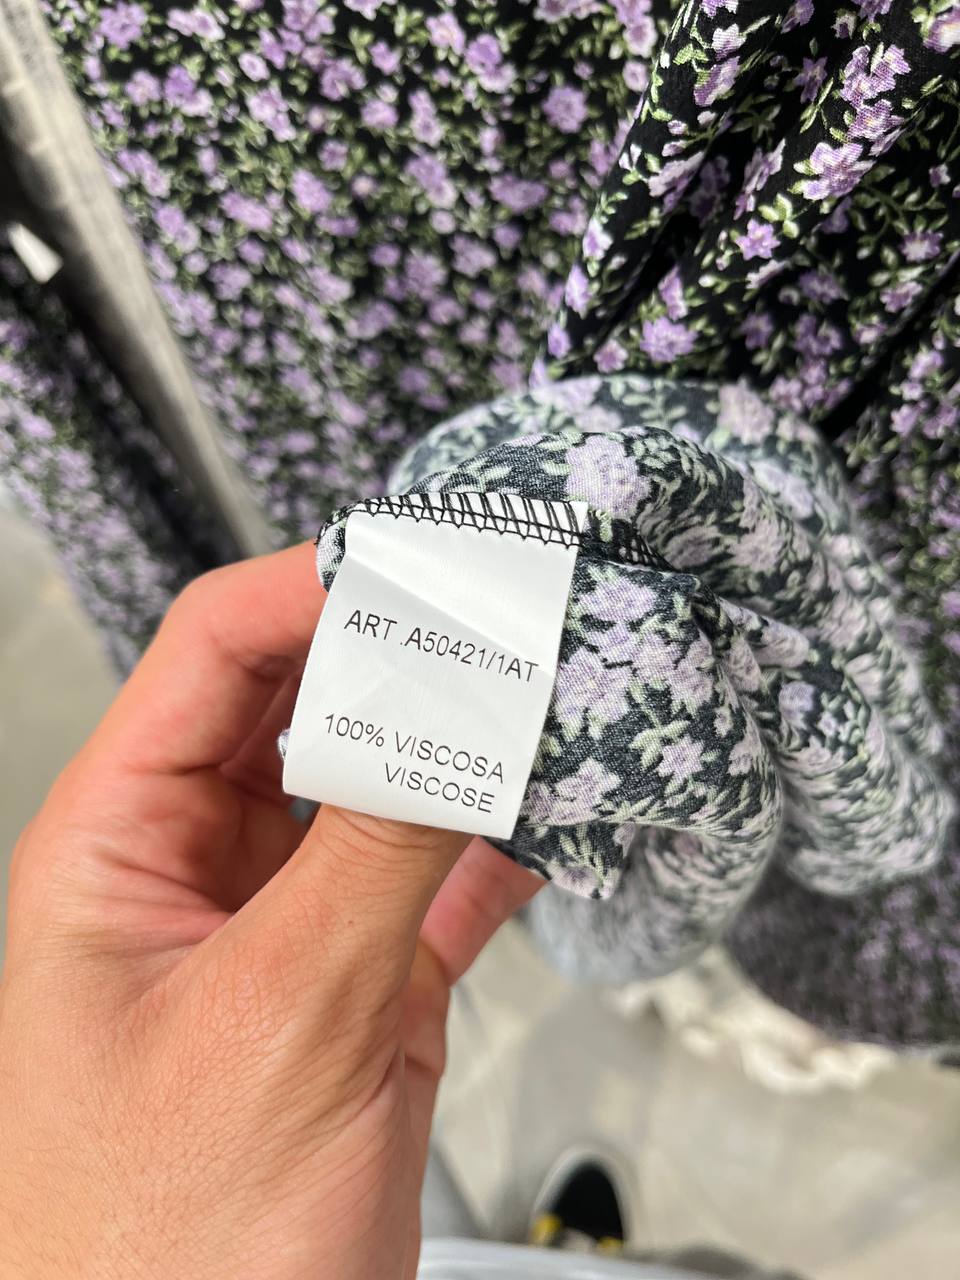 ART .A50421/1AT
100% VISCOSA
VISCOSE